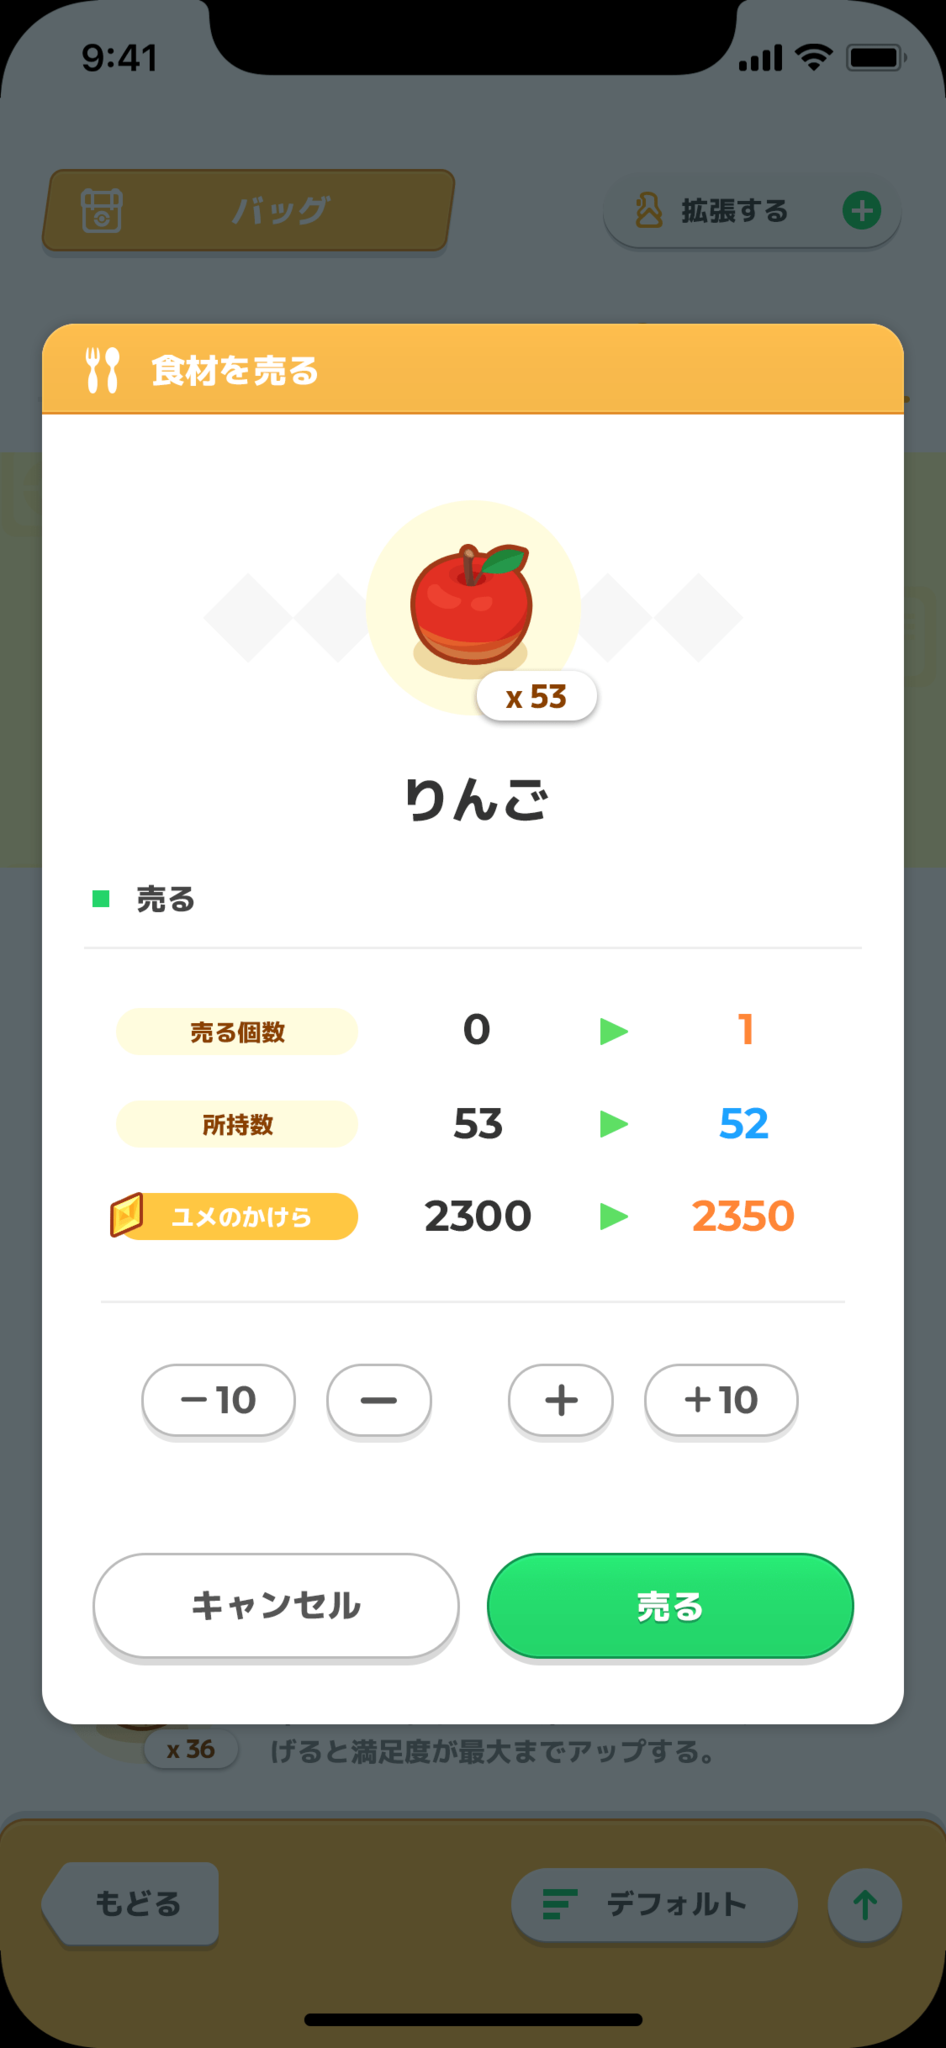 9:41
バッグ
拡張する
食材を売る
x 53
りんご
売る
売る個数 0 ▶ 1
所持数 53 ▶ 52
ユメのかけら 2300 ▶ 2350
－10 － ＋ ＋10
キャンセル 売る
x 36 げると満足度が最大までアップする。
もどる デフォルト ↑